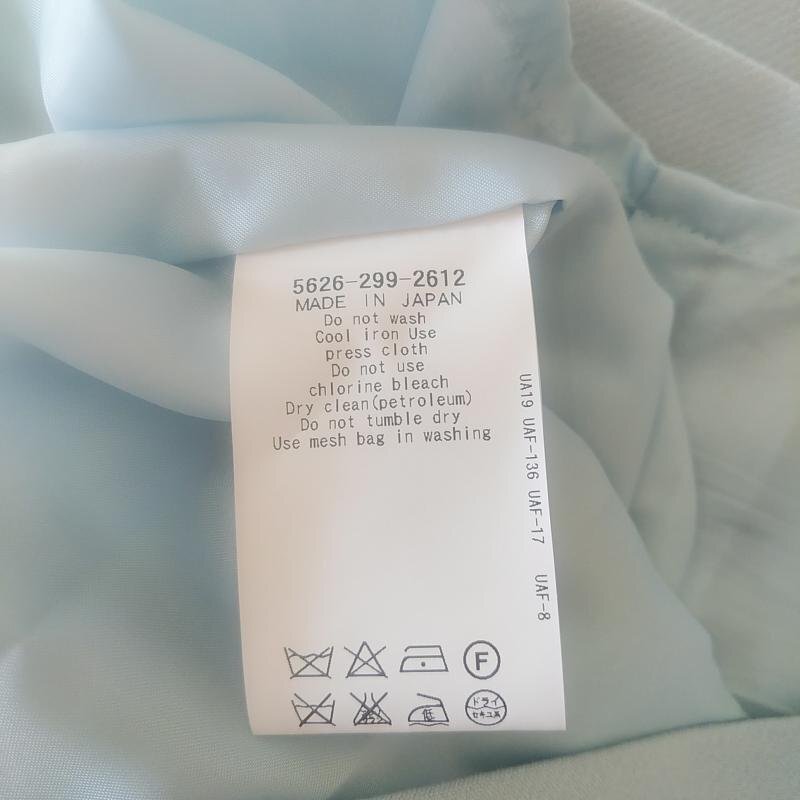 5626-299-2612
MADE IN JAPAN
Do not wash
Cool iron Use
press cloth
Do not use
chlorine bleach
Dry clean(petroleum)
Do not tumble dry
Use mesh bag in washing
UA19 UAF-136 UAF-17 UAF-8
F
低
ドライ
セキユ系